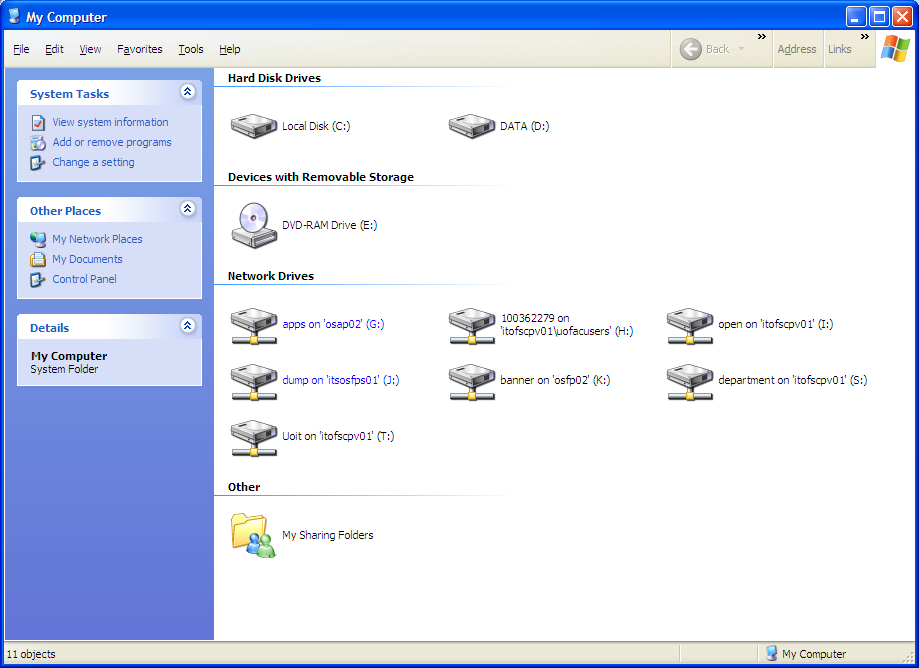 My Computer
File Edit View Favorites Tools Help
Back
Address
Links
System Tasks
View system information
Add or remove programs
Change a setting
Other Places
My Network Places
My Documents
Control Panel
Details
My Computer
System Folder
Hard Disk Drives
Local Disk (C:)
DATA (D:)
Devices with Removable Storage
DVD-RAM Drive (E:)
Network Drives
apps on 'osap02' (G:)
100362279 on
'itofscpv01\uofacusers' (H:)
open on 'itofscpv01' (I:)
dump on 'itsosfps01' (J:)
banner on 'osfp02' (K:)
department on 'itofscpv01' (S:)
Uoit on 'itofscpv01' (T:)
Other
My Sharing Folders
11 objects
My Computer